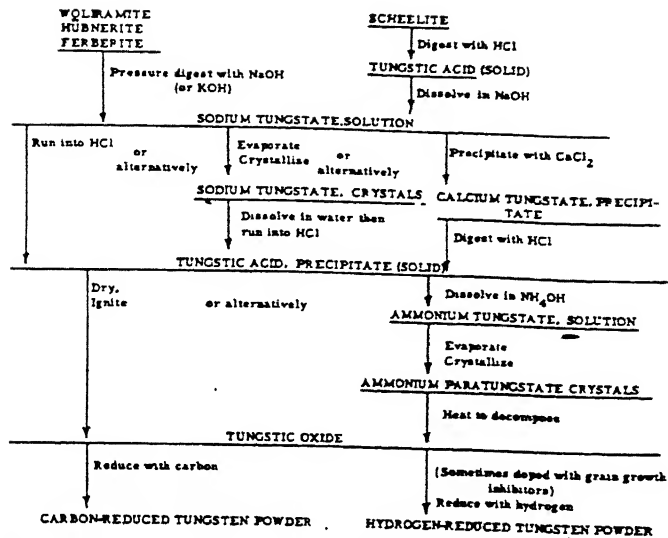 WOLIRAMITE
HUBNERITE
FERBEPITE
SCHEELITE
Digest with HCl
TUNGSTIC ACID (SOLID)
Pressure digest with NaOH
(or KOH)
Dissolve in NaOH
SODIUM TUNGSTATE, SOLUTION
Run into HCl
or
alternatively
Evaporate
Crystallize
or
alternatively
Precipitate with CaCl2
SODIUM TUNGSTATE, CRYSTALS
CALCIUM TUNGSTATE, PRECIPI-
TATE
Dissolve in water then
run into HCl
Digest with HCl
TUNGSTIC ACID, PRECIPITATE (SOLID)
Dry,
Ignite
or alternatively
Dissolve in NH4OH
AMMONIUM TUNGSTATE, SOLUTION
Evaporate
Crystallize
AMMONIUM PARATUNGSTATE CRYSTALS
Heat to decompose
TUNGSTIC OXIDE
Reduce with carbon
(Sometimes doped with grain growth
inhibitors)
Reduce with hydrogen
CARBON-REDUCED TUNGSTEN POWDER
HYDROGEN-REDUCED TUNGSTEN POWDER